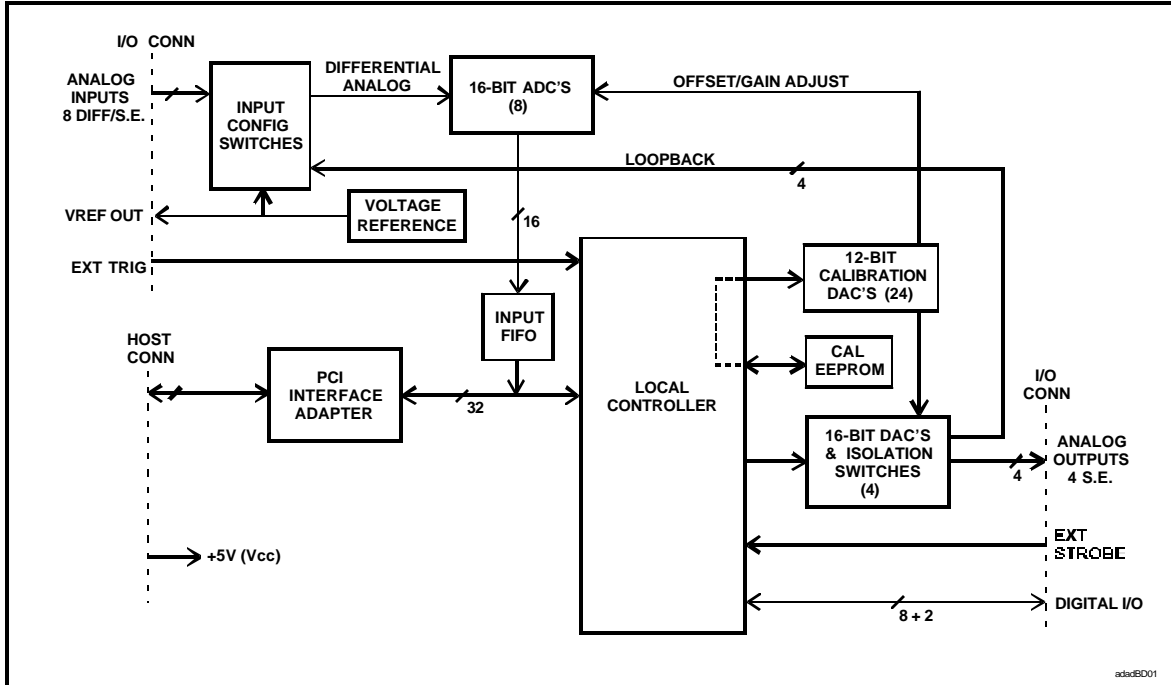 I/O CONN
ANALOG
INPUTS
8 DIFF/S.E.
INPUT
CONFIG
SWITCHES
DIFFERENTIAL
ANALOG
16-BIT ADC'S
(8)
OFFSET/GAIN ADJUST
LOOPBACK
4
VREF OUT
VOLTAGE
REFERENCE
16
EXT TRIG
12-BIT
CALIBRATION
DAC'S (24)
INPUT
FIFO
HOST
CONN
PCI
INTERFACE
ADAPTER
32
LOCAL
CONTROLLER
CAL
EEPROM
I/O
CONN
16-BIT DAC'S
& ISOLATION
SWITCHES
(4)
4
ANALOG
OUTPUTS
4 S.E.
+5V (Vcc)
EXT
STROBE
8 + 2
DIGITAL I/O
adadBD01